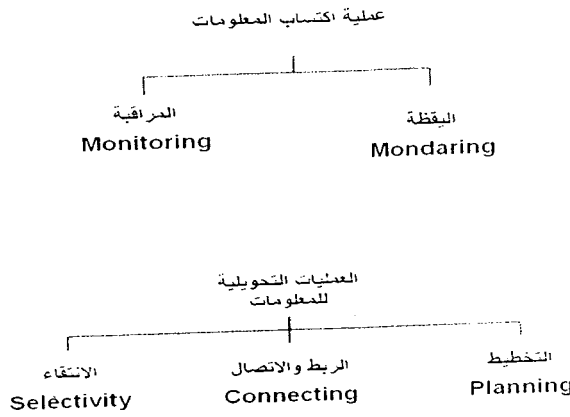 عملية اكتساب المعلومات
اليقظة
المراقبة
Mondaring
Monitoring
العمليات التحويلية
للمعلومات
التخطيط
الربط والاتصال
الانتقاء
Planning
Connecting
Selectivity